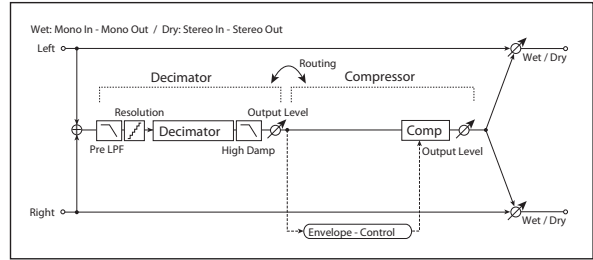 Wet: Mono In - Mono Out / Dry: Stereo In - Stereo Out
Left
Wet / Dry
Routing
Decimator
Compressor
Resolution
Output Level
Decimator
Comp
Pre LPF
High Damp
Output Level
Right
Wet / Dry
Envelope - Control